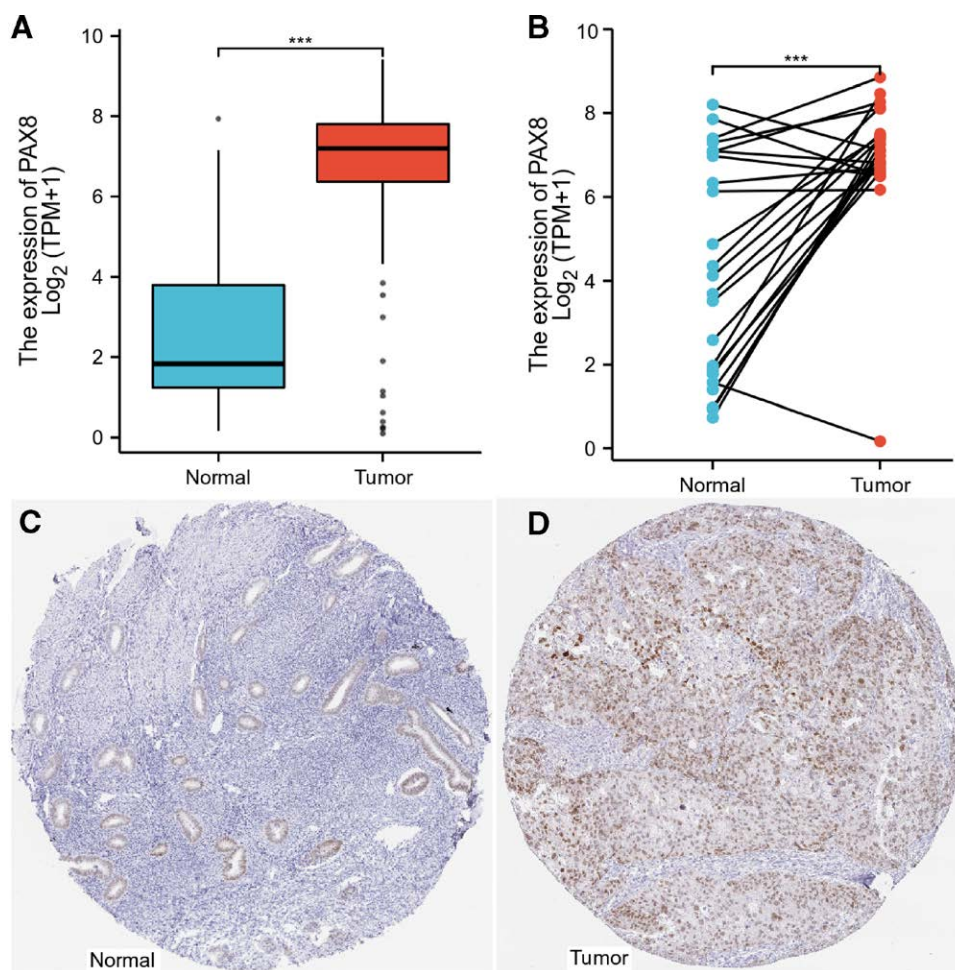 A
The expression of PAX8
Log₂ (TPM+1)
10
8
6
4
2
0
***
Normal
Tumor
B
The expression of PAX8
Log₂ (TPM+1)
10
8
6
4
2
0
***
Normal
Tumor
C
Normal
D
Tumor